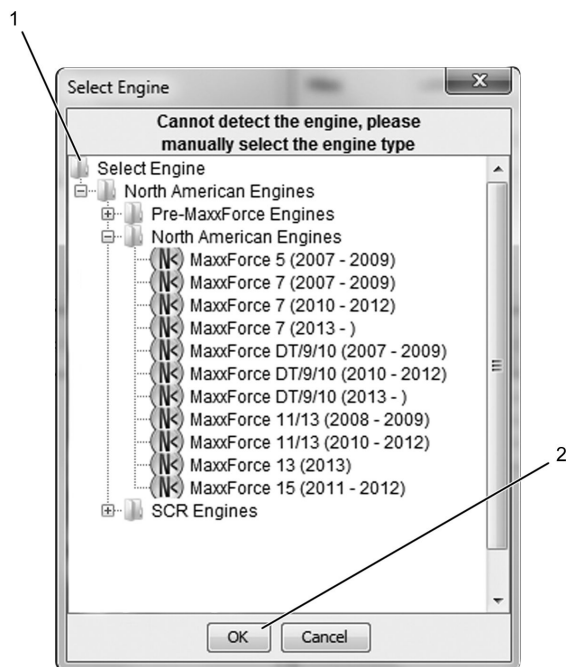 1
Select Engine
X
Cannot detect the engine, please
manually select the engine type
Select Engine
North American Engines
Pre-MaxxForce Engines
North American Engines
MaxxForce 5 (2007 - 2009)
MaxxForce 7 (2007 - 2009)
MaxxForce 7 (2010 - 2012)
MaxxForce 7 (2013 - )
MaxxForce DT/9/10 (2007 - 2009)
MaxxForce DT/9/10 (2010 - 2012)
MaxxForce DT/9/10 (2013 - )
MaxxForce 11/13 (2008 - 2009)
MaxxForce 11/13 (2010 - 2012)
MaxxForce 13 (2013)
MaxxForce 15 (2011 - 2012)
2
SCR Engines
OK Cancel